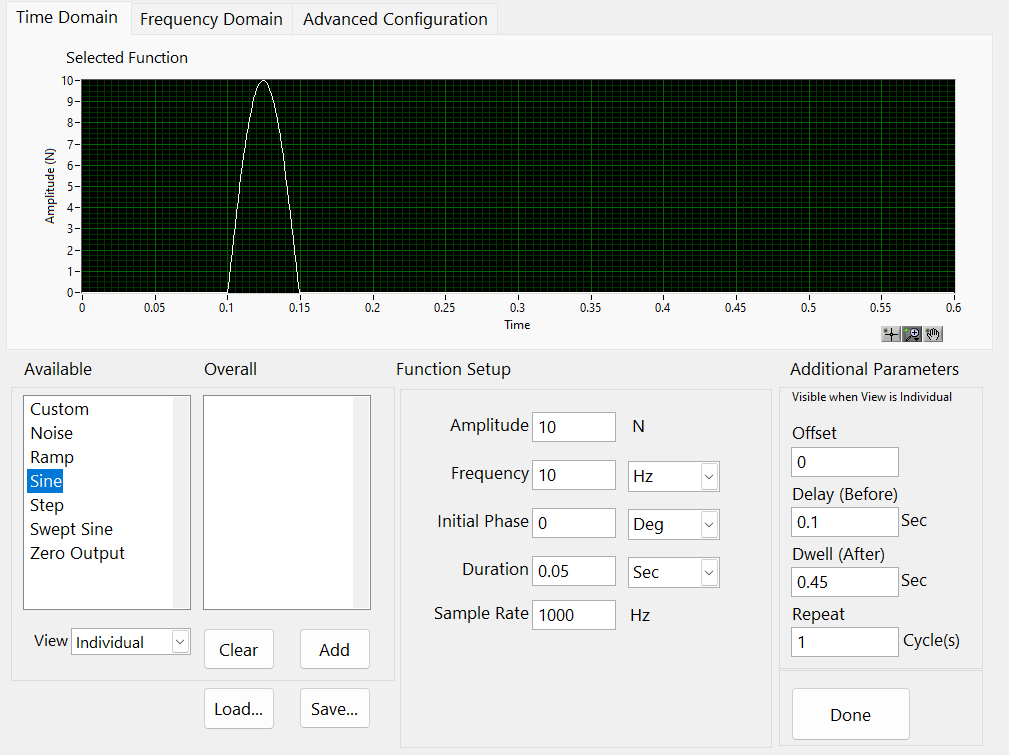 Time Domain Frequency Domain Advanced Configuration
Selected Function
10
9
8
7
6
5
4
3
2
1
0
Amplitude (N)
0 0.05 0.1 0.15 0.2 0.25 0.3 0.35 0.4 0.45 0.5 0.55 0.6
Time
Available
Custom
Noise
Ramp
Sine
Step
Swept Sine
Zero Output
View Individual
Overall
Clear Add
Load... Save...
Function Setup
Amplitude 10 N
Frequency 10 Hz
Initial Phase 0 Deg
Duration 0.05 Sec
Sample Rate 1000 Hz
Additional Parameters
Visible when View is Individual
Offset
0
Delay (Before)
0.1 Sec
Dwell (After)
0.45 Sec
Repeat
1 Cycle(s)
Done